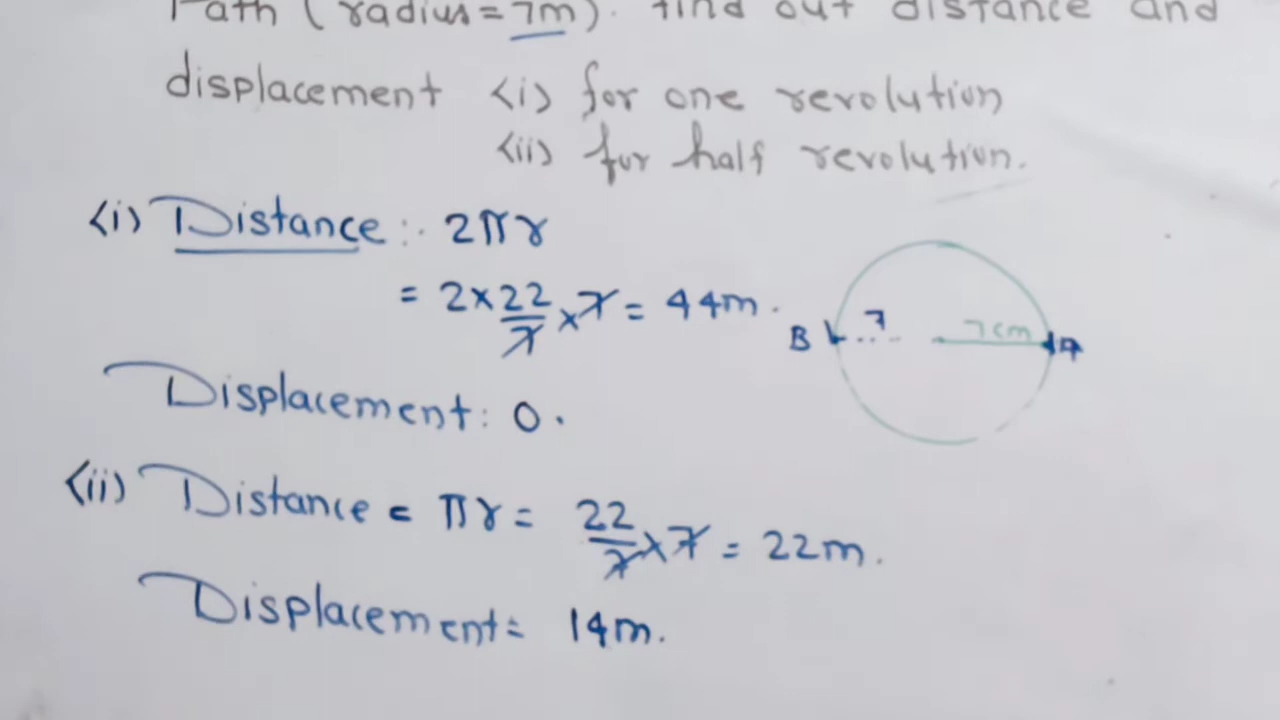 Path (radius=7m). find out distance and
displacement <i> for one revolution
<ii> for half revolution.
<i> Distance: 2πr
= 2×22/7×7 = 44m.
B 7 7cm A
Displacement: 0.
<ii> Distance = πr = 22/7×7 = 22m.
Displacement = 14m.